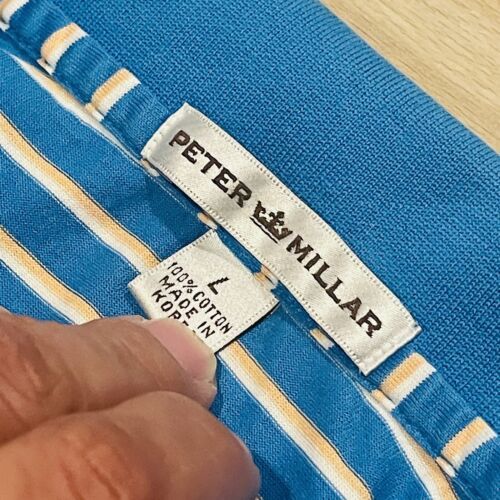 PETER MILLAR
L
100% COTTON
MADE IN
KOREA